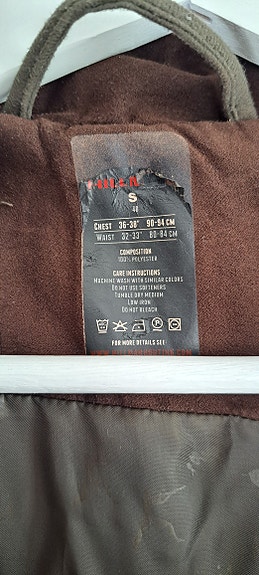 S
48
CHEST 36-38" 90-94 CM
WAIST 32-33" 80-84 CM
COMPOSITION
100% POLYESTER
CARE INSTRUCTIONS
MACHINE WASH WITH SIMILAR COLORS
DO NOT USE SOFTENERS
TUMBLE DRY MEDIUM
LOW IRON
DO NOT BLEACH
FOR MORE DETAILS SEE